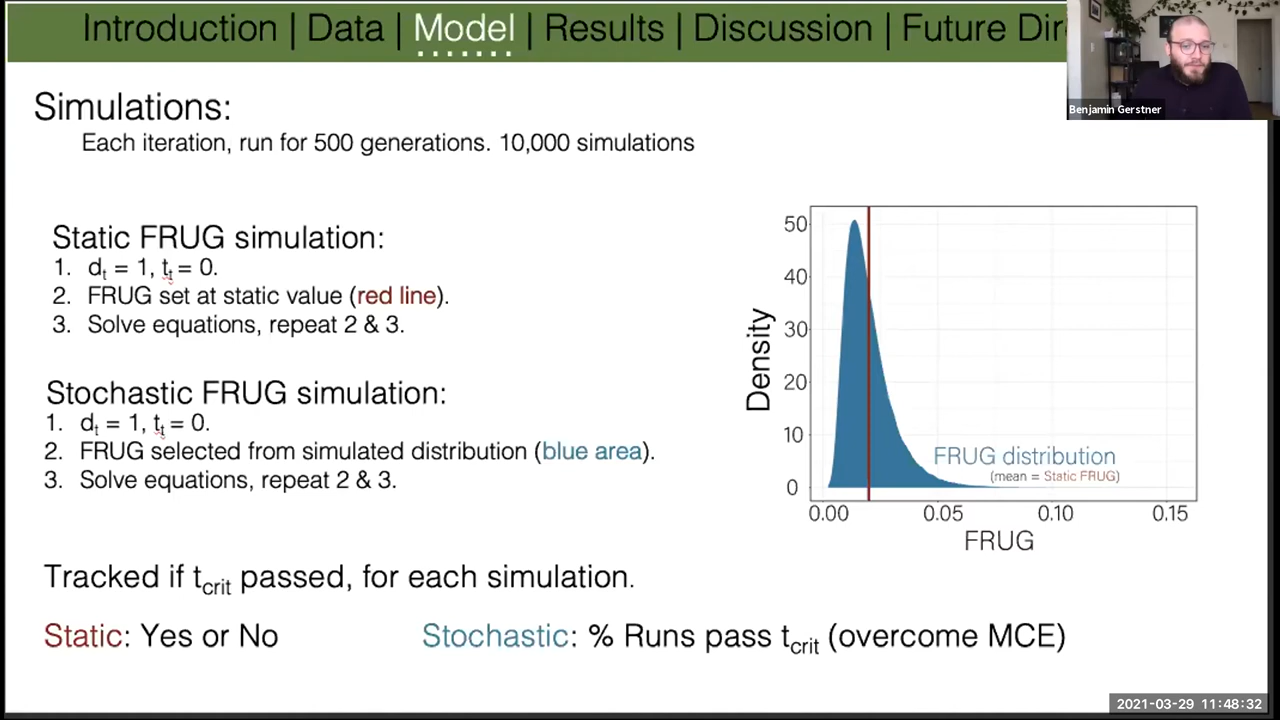 Introduction | Data | Model | Results | Discussion | Future Dir
Benjamin Gerstner
Simulations:
Each iteration, run for 500 generations. 10,000 simulations
Static FRUG simulation:
1. dt = 1, tt = 0.
2. FRUG set at static value (red line).
3. Solve equations, repeat 2 & 3.
Stochastic FRUG simulation:
1. dt = 1, tt = 0.
2. FRUG selected from simulated distribution (blue area).
3. Solve equations, repeat 2 & 3.
Density
50
40
30
20
10
0
FRUG distribution
(mean = Static FRUG)
0.00 0.05 0.10 0.15
FRUG
Tracked if tcrit passed, for each simulation.
Static: Yes or No
Stochastic: % Runs pass tcrit (overcome MCE)
2021-03-29 11:48:32